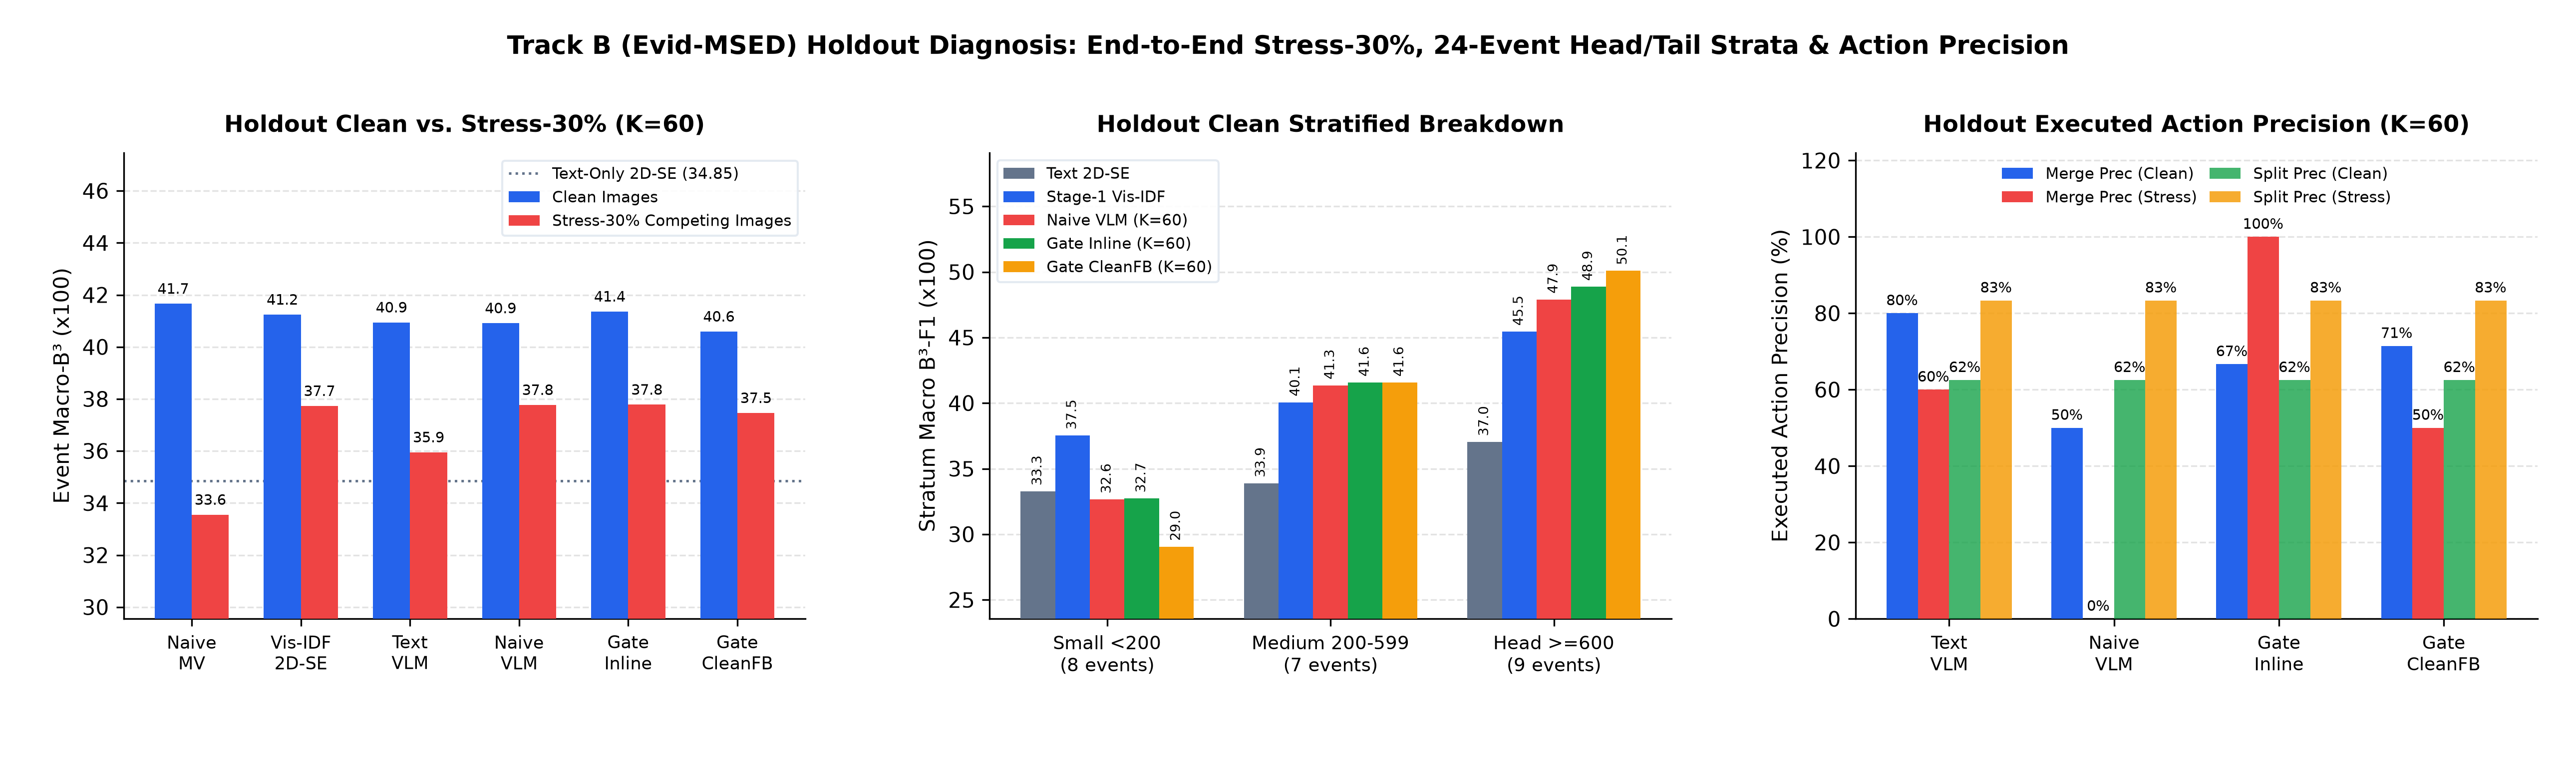 Track B (Evid-MSED) Holdout Diagnosis: End-to-End Stress-30%, 24-Event Head/Tail Strata & Action Precision
Holdout Clean vs. Stress-30% (K=60)
Event Macro-B³ (x100)
46
44
42
40
38
36
34
32
30
Text-Only 2D-SE (34.85)
Clean Images
Stress-30% Competing Images
41.7
33.6
41.2
37.7
40.9
35.9
40.9
37.8
41.4
37.8
40.6
37.5
Naive
MV
Vis-IDF
2D-SE
Text
VLM
Naive
VLM
Gate
Inline
Gate
CleanFB
Holdout Clean Stratified Breakdown
Stratum Macro B³-F1 (x100)
55
50
45
40
35
30
25
Text 2D-SE
Stage-1 Vis-IDF
Naive VLM (K=60)
Gate Inline (K=60)
Gate CleanFB (K=60)
33.3
37.5
32.6
32.7
29.0
33.9
40.1
41.3
41.6
41.6
37.0
45.5
47.9
48.9
50.1
Small <200
(8 events)
Medium 200-599
(7 events)
Head >=600
(9 events)
Holdout Executed Action Precision (K=60)
Executed Action Precision (%)
120
100
80
60
40
20
0
Merge Prec (Clean)
Merge Prec (Stress)
Split Prec (Clean)
Split Prec (Stress)
80%
60%
62%
83%
50%
0%
62%
83%
67%
100%
62%
83%
71%
50%
62%
83%
Text
VLM
Naive
VLM
Gate
Inline
Gate
CleanFB